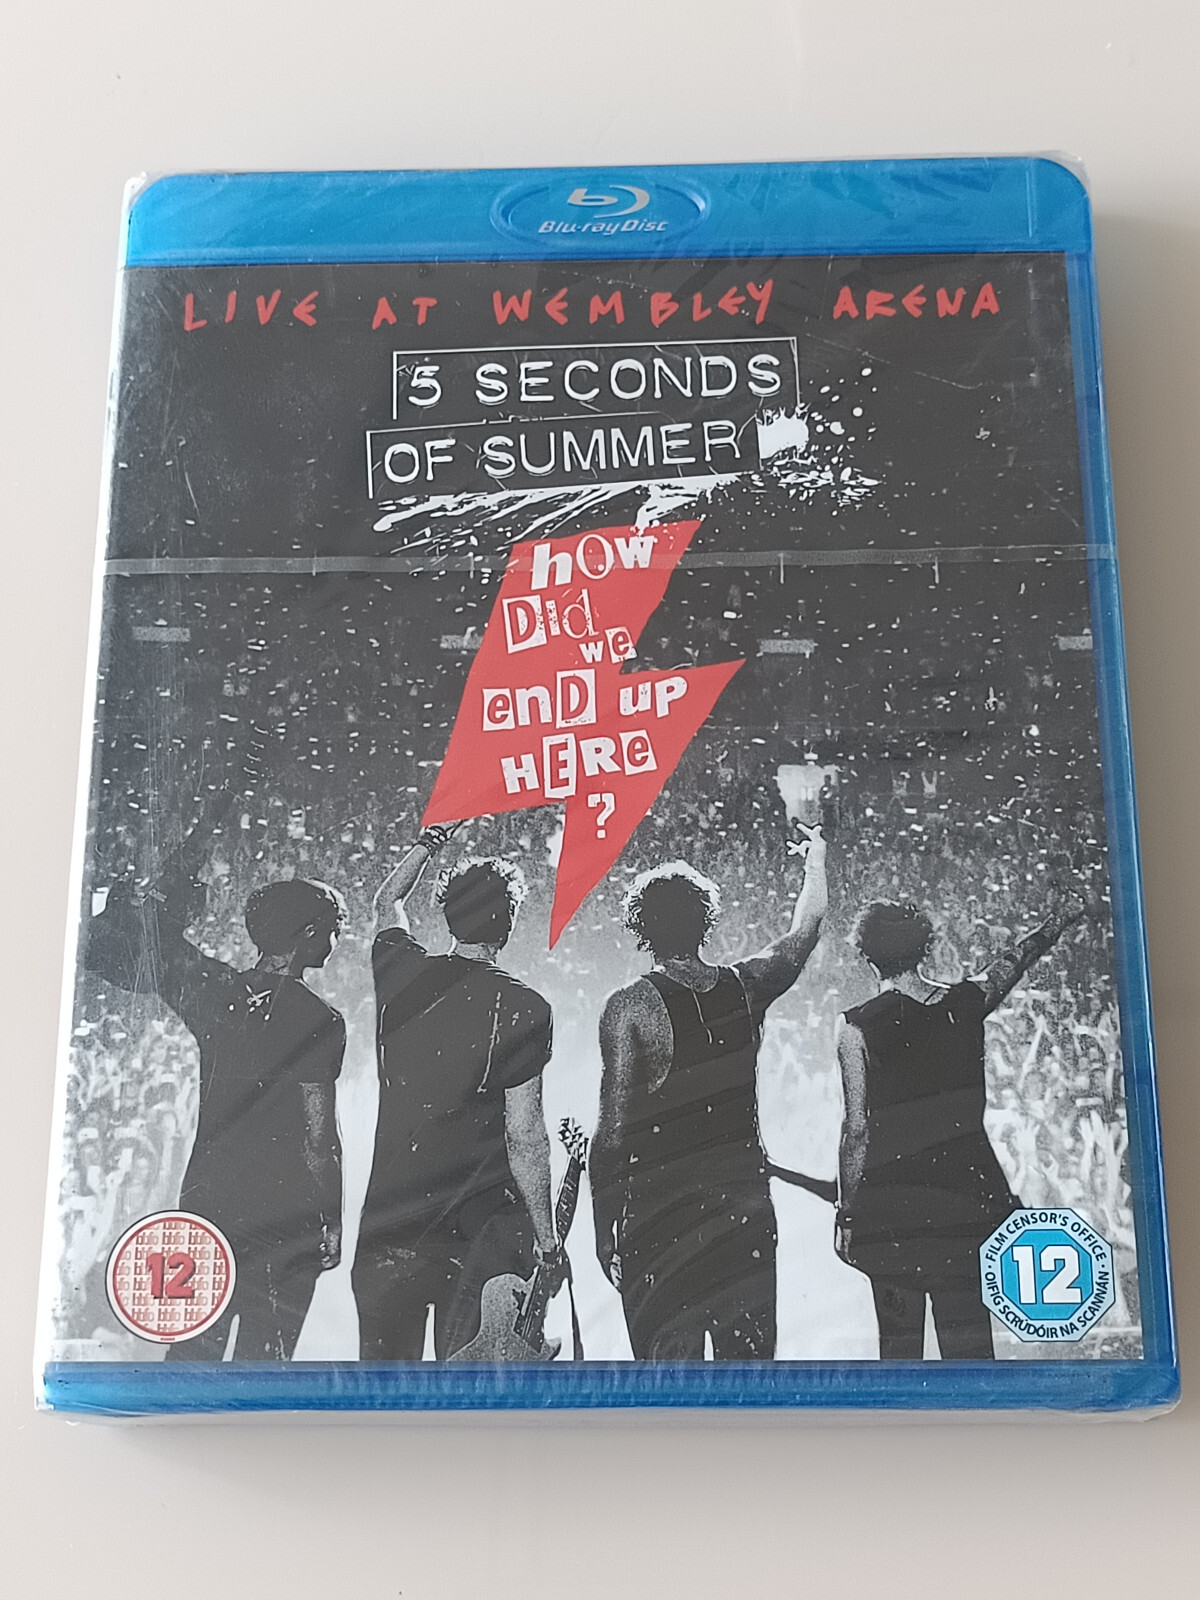 Blu-ray Disc
LIVE AT WEMBLEY ARENA
5 SECONDS
OF SUMMER
HOW
DID
WE
END UP
HERE
?
12
FILM CENSOR'S OFFICE
12
OIFIG SCRÚDÓIR NA SCANNÁN